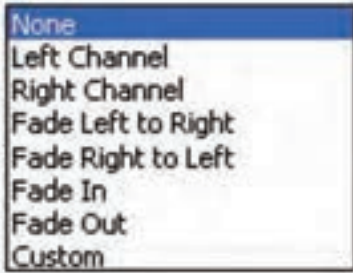 None
Left Channel
Right Channel
Fade Left to Right
Fade Right to Left
Fade In
Fade Out
Custom